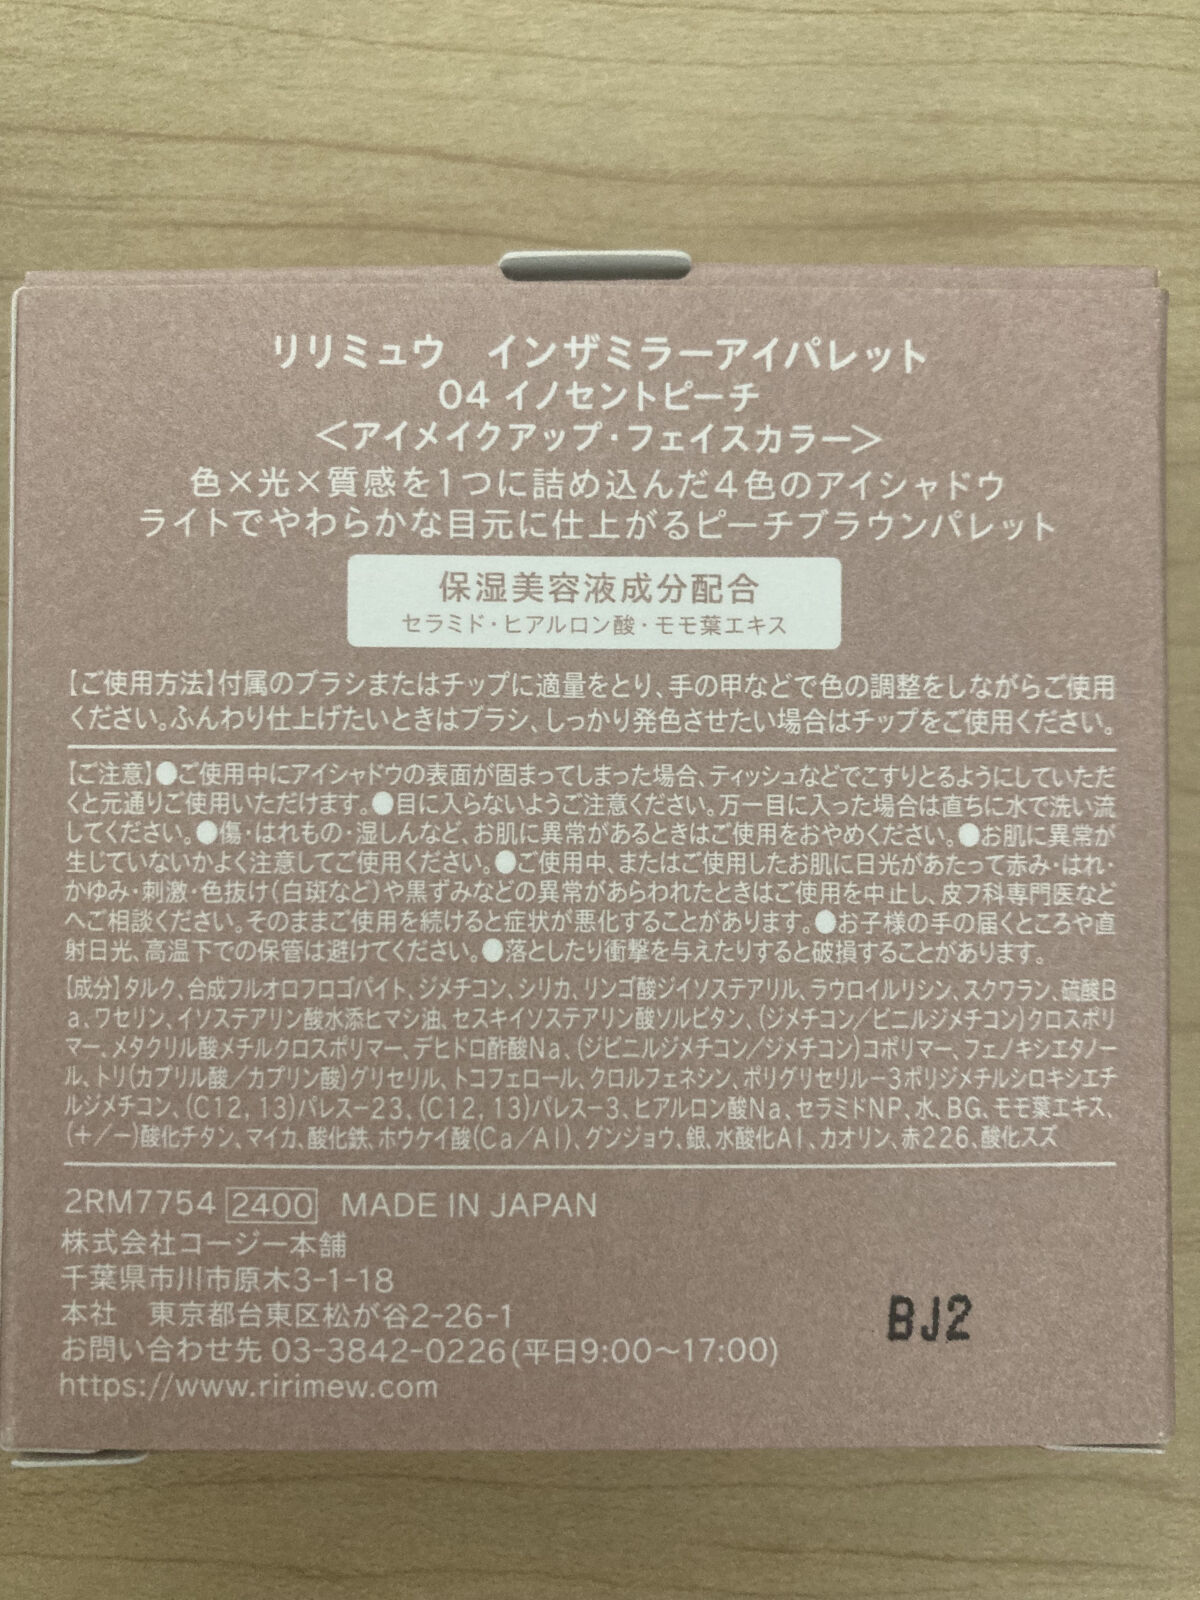 リリミュウ　インザミラーアイパレット
04 イノセントピーチ
＜アイメイクアップ・フェイスカラー＞
色×光×質感を1つに詰め込んだ4色のアイシャドウ
ライトでやわらかな目元に仕上がるピーチブラウンパレット
保湿美容液成分配合
セラミド・ヒアルロン酸・モモ葉エキス
【ご使用方法】付属のブラシまたはチップに適量をとり、手の甲などで色の調整をしながらご使用
ください。ふんわり仕上げたいときはブラシ、しっかり発色させたい場合はチップをご使用ください。
【ご注意】●ご使用中にアイシャドウの表面が固まってしまった場合、ティッシュなどでこすりとるようにしていただ
くと元通りご使用いただけます。●目に入らないようご注意ください。万一目に入った場合は直ちに水で洗い流
してください。●傷・はれもの・湿しんなど、お肌に異常があるときはご使用をおやめください。●お肌に異常が
生じていないかよく注意してご使用ください。●ご使用中、またはご使用したお肌に日光があたって赤み・はれ・
かゆみ・刺激・色抜け(白斑など)や黒ずみなどの異常があらわれたときはご使用を中止し、皮フ科専門医など
へご相談ください。そのままご使用を続けると症状が悪化することがあります。●お子様の手の届くところや直
射日光、高温下での保管は避けてください。●落としたり衝撃を与えたりすると破損することがあります。
【成分】タルク、合成フルオロフロゴパイト、ジメチコン、シリカ、リンゴ酸ジイソステアリル、ラウロイルリシン、スクワラン、硫酸B
a、ワセリン、イソステアリン酸水添ヒマシ油、セスキイソステアリン酸ソルビタン、(ジメチコン／ビニルジメチコン)クロスポリ
マー、メタクリル酸メチルクロスポリマー、デヒドロ酢酸Na、(ジビニルジメチコン／ジメチコン)コポリマー、フェノキシエタノー
ル、トリ(カプリル酸／カプリン酸)グリセリル、トコフェロール、クロルフェネシン、ポリグリセリル－3ポリジメチルシロキシエチ
ルジメチコン、(C12, 13)パレス－23、(C12, 13)パレス－3、ヒアルロン酸Na、セラミドNP、水、BG、モモ葉エキス、
(＋／－)酸化チタン、マイカ、酸化鉄、ホウケイ酸(Ca／Al)、グンジョウ、銀、水酸化Al、カオリン、赤226、酸化スズ
2RM7754 2400 MADE IN JAPAN
株式会社コージー本舗
千葉県市川市原木3-1-18
本社　東京都台東区松が谷2-26-1
お問い合わせ先 03-3842-0226(平日9:00～17:00)
https://www.ririmew.com
BJ2